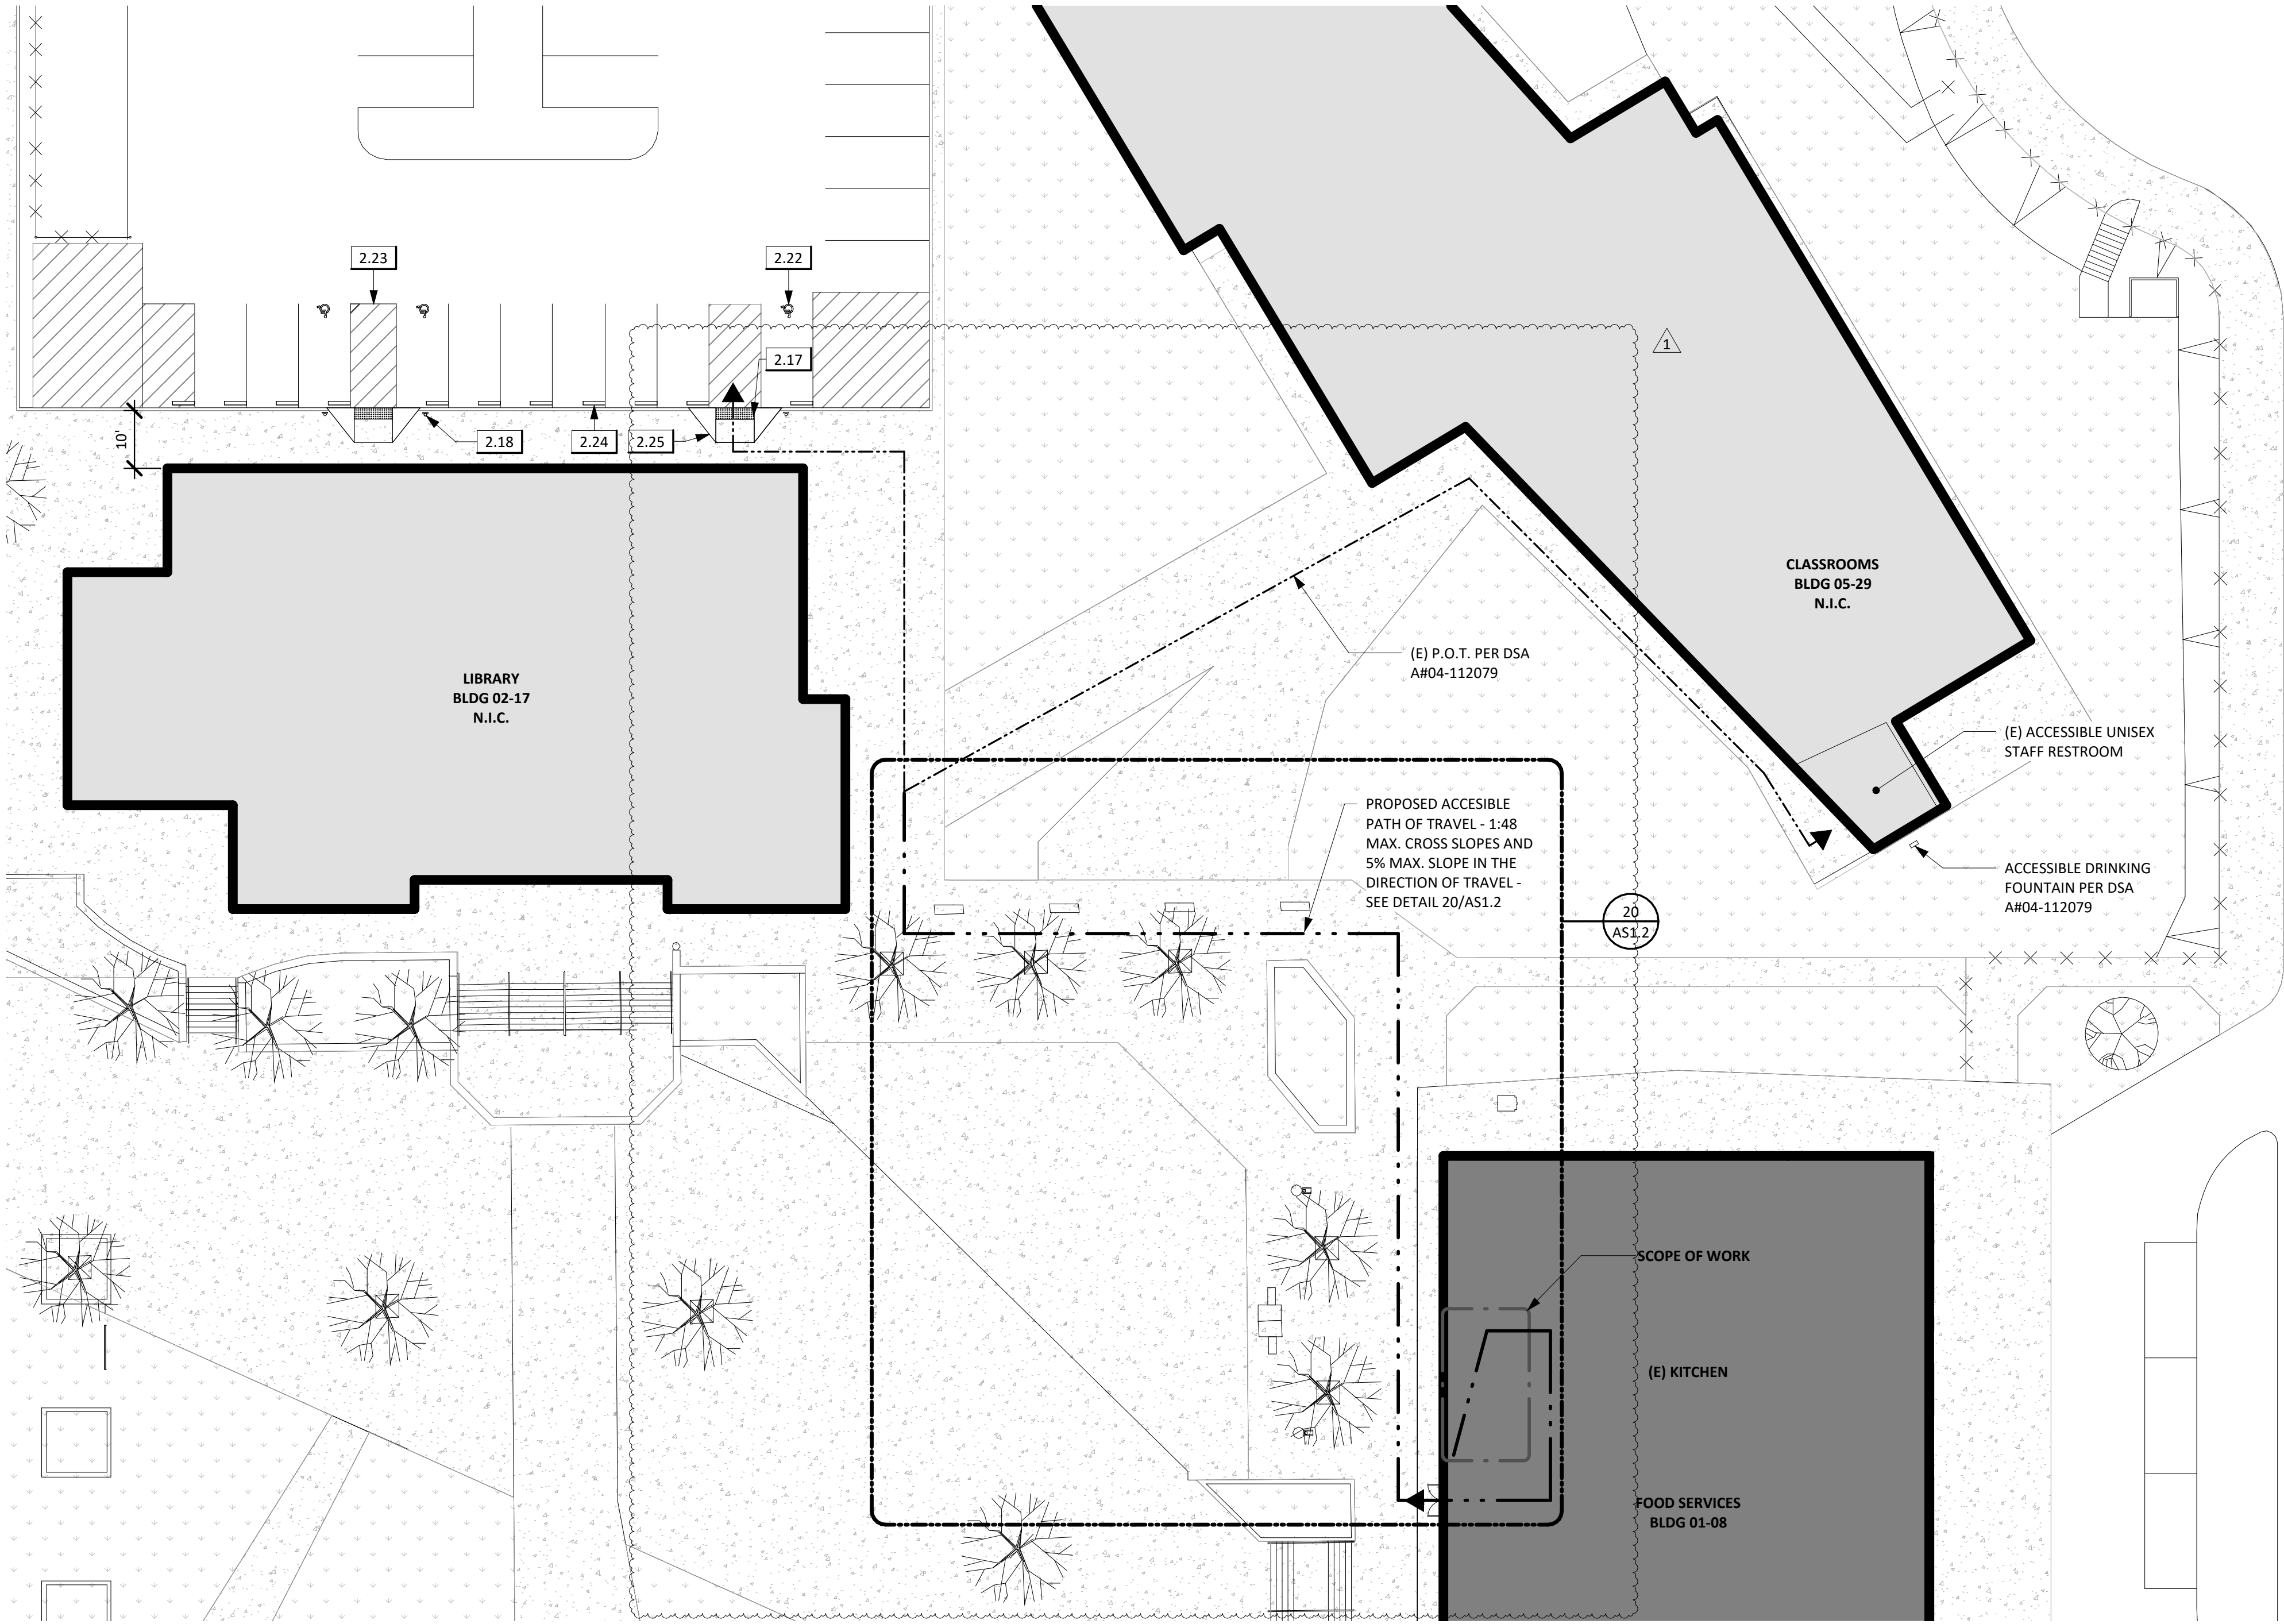 2.23
2.22
2.17
1
10'
2.18
2.24
2.25
CLASSROOMS
BLDG 05-29
N.I.C.
(E) P.O.T. PER DSA
A#04-112079
LIBRARY
BLDG 02-17
N.I.C.
(E) ACCESSIBLE UNISEX
STAFF RESTROOM
PROPOSED ACCESIBLE
PATH OF TRAVEL - 1:48
MAX. CROSS SLOPES AND
5% MAX. SLOPE IN THE
DIRECTION OF TRAVEL -
SEE DETAIL 20/AS1.2
ACCESSIBLE DRINKING
FOUNTAIN PER DSA
A#04-112079
20
AS1.2
SCOPE OF WORK
(E) KITCHEN
FOOD SERVICES
BLDG 01-08